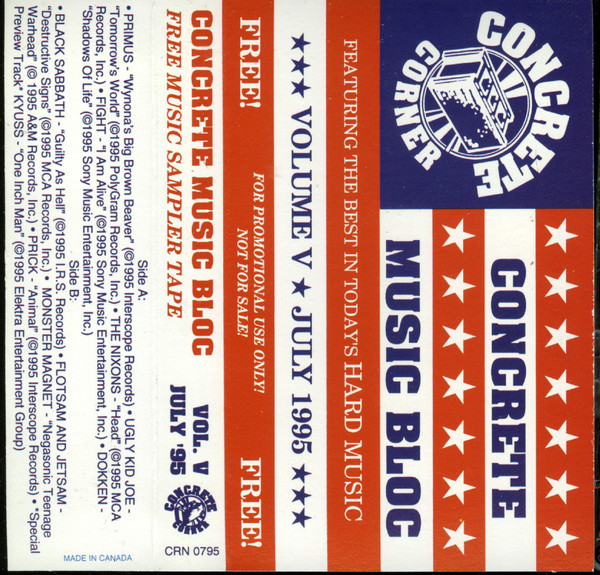 CONCRETE
CORNER
CONCRETE
MUSIC BLOC
FEATURING THE BEST IN TODAY'S HARD MUSIC
★★★ VOLUME V ★ JULY 1995 ★★★
FREE!
FOR PROMOTIONAL USE ONLY!
NOT FOR SALE!
FREE!
CONCRETE MUSIC BLOC
FREE MUSIC SAMPLER TAPE
VOL. V
JULY '95
CONCRETE
CORNER
CRN 0795
Side A:
• PRIMUS - "Wynona's Big Brown Beaver" (©1995 Interscope Records) • UGLY KID JOE -
"Tomorrow's World" (©1995 PolyGram Records, Inc.) • THE NIXONS - "Head" (©1995 MCA
Records, Inc.) • FIGHT - "I Am Alive" (©1995 Sony Music Entertainment, Inc.) • DOKKEN -
"Shadows Of Life" (©1995 Sony Music Entertainment, Inc.)
Side B:
• BLACK SABBATH - "Guilty As Hell" (©1995 I.R.S. Records) • FLOTSAM AND JETSAM -
"Destructive Signs" (©1995 MCA Records, Inc.) • MONSTER MAGNET - "Negasonic Teenage
Warhead" (© 1995 A&M Records, Inc.) • PRICK - "Animal" (©1995 Interscope Records) • *Special
Preview Track* KYUSS - "One Inch Man" (©1995 Elektra Entertainment Group)
MADE IN CANADA